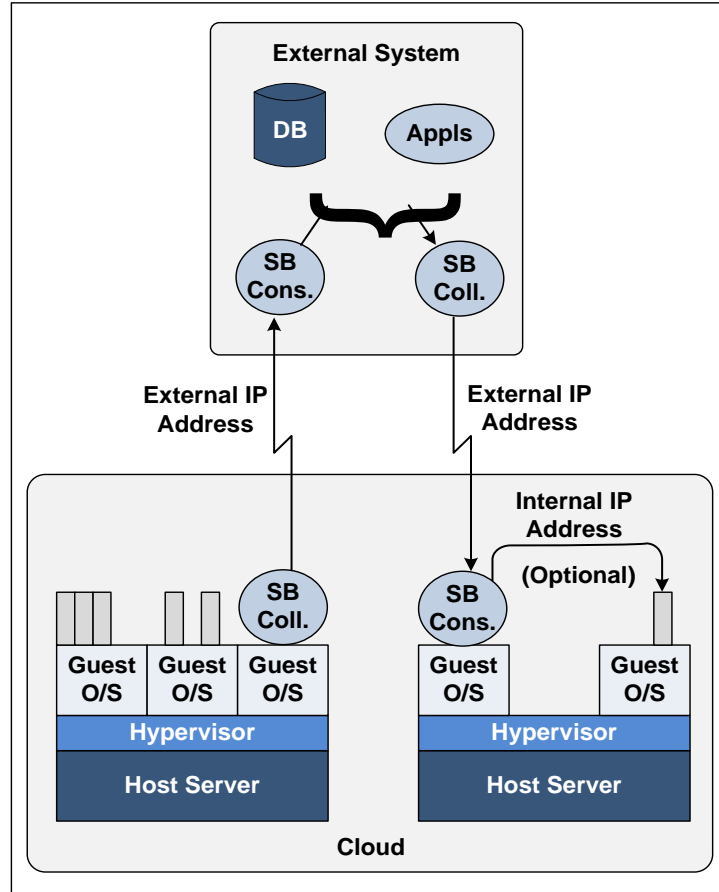 External System
DB
Appls
SB
Cons.
SB
Coll.
External IP
Address
External IP
Address
Internal IP
Address
(Optional)
SB
Coll.
SB
Cons.
Guest
O/S
Guest
O/S
Guest
O/S
Guest
O/S
Guest
O/S
Hypervisor
Hypervisor
Host Server
Host Server
Cloud